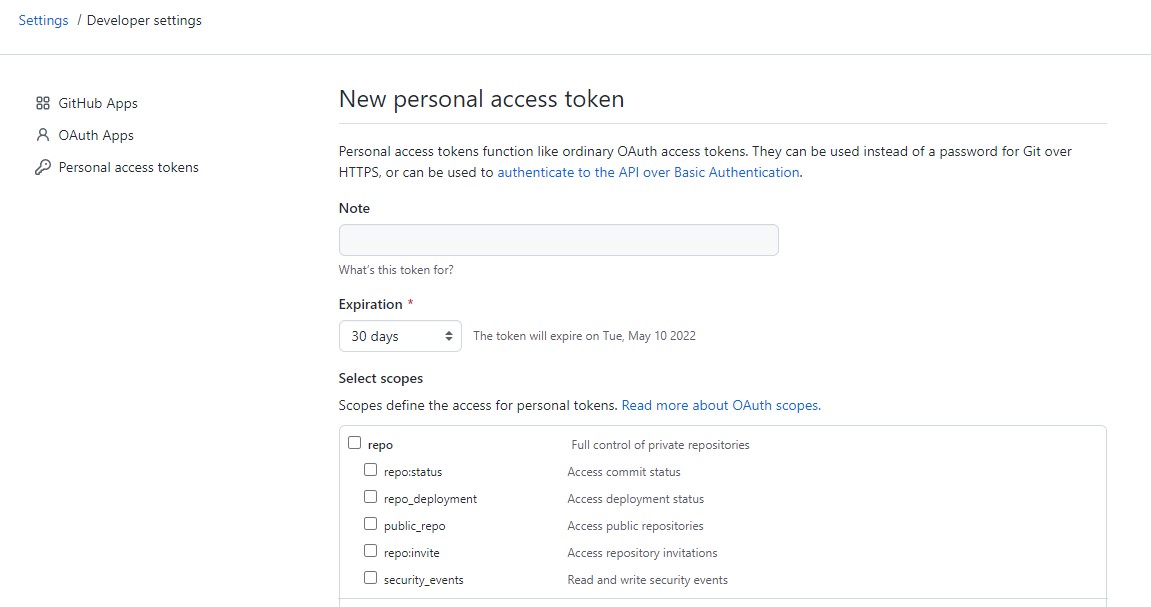 Settings / Developer settings
GitHub Apps
OAuth Apps
Personal access tokens
New personal access token
Personal access tokens function like ordinary OAuth access tokens. They can be used instead of a password for Git over
HTTPS, or can be used to authenticate to the API over Basic Authentication.
Note
What's this token for?
Expiration *
30 days The token will expire on Tue, May 10 2022
Select scopes
Scopes define the access for personal tokens. Read more about OAuth scopes.
repo Full control of private repositories
repo:status Access commit status
repo_deployment Access deployment status
public_repo Access public repositories
repo:invite Access repository invitations
security_events Read and write security events